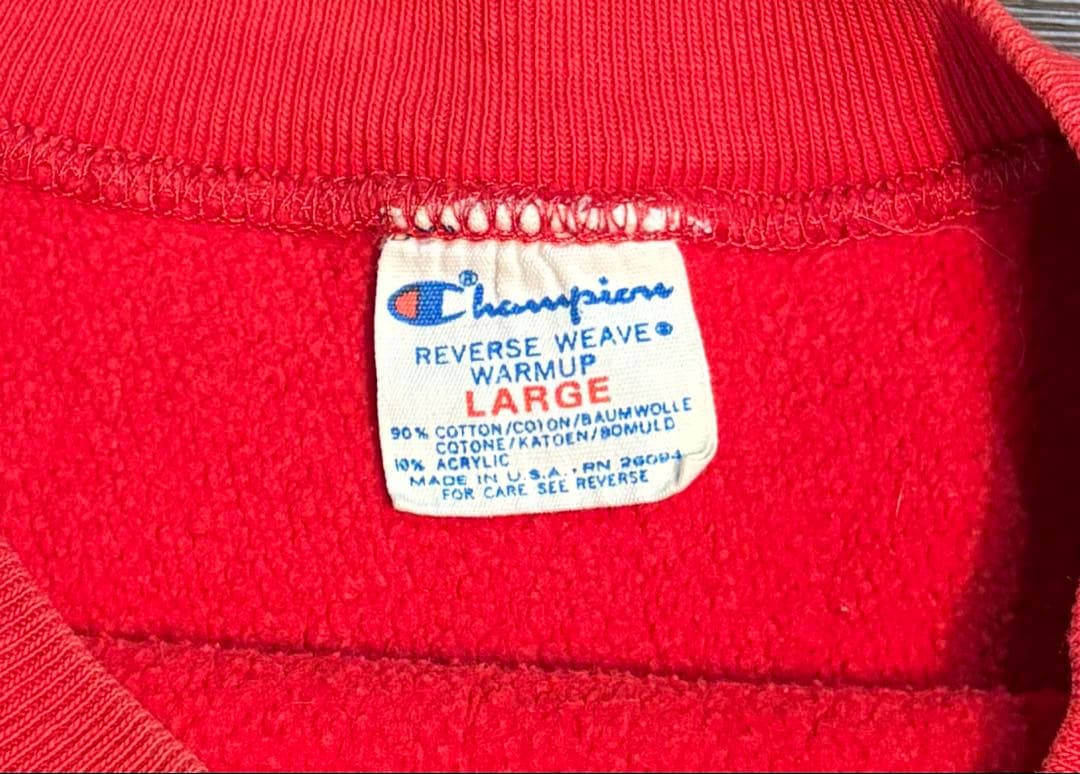 Champion®
REVERSE WEAVE®
WARMUP
LARGE
90% COTTON/COTON/BAUMWOLLE
COTONE/KATOEN/BOMULD
10% ACRYLIC
MADE IN U.S.A. · RN 26094
FOR CARE SEE REVERSE